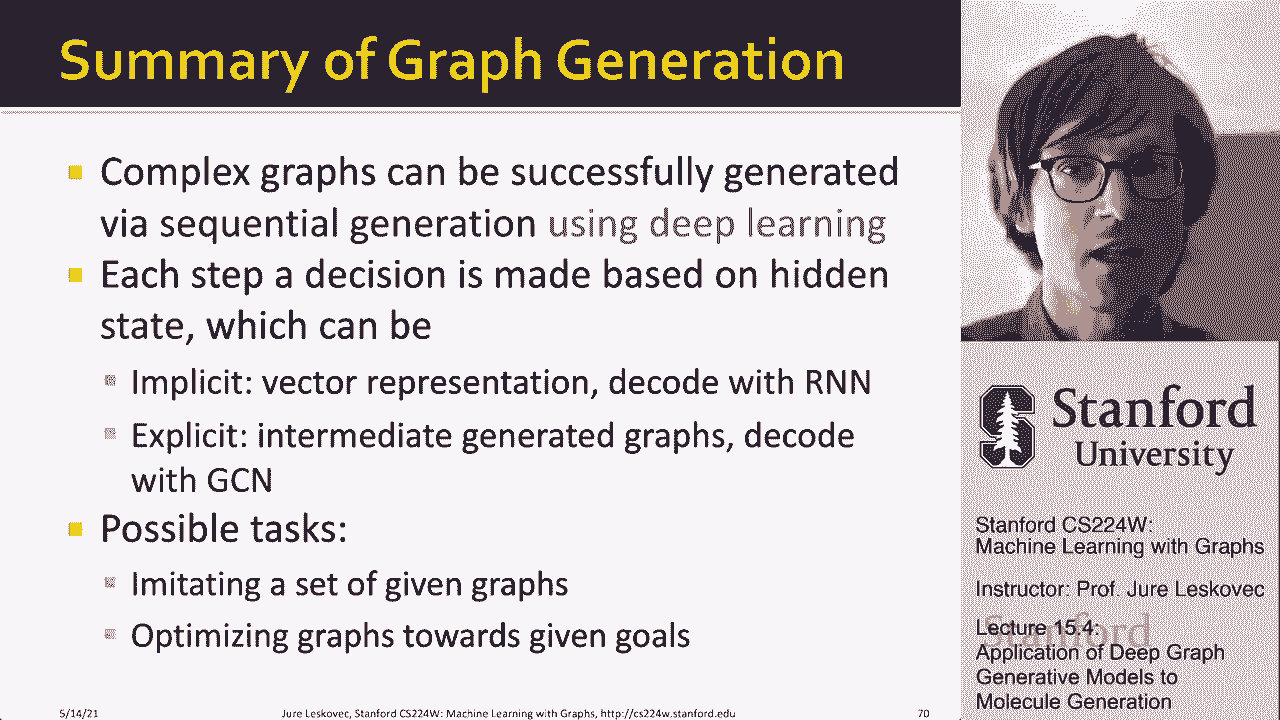 Summary of Graph Generation
Complex graphs can be successfully generated
via sequential generation using deep learning
Each step a decision is made based on hidden
state, which can be
Implicit: vector representation, decode with RNN
Explicit: intermediate generated graphs, decode
with GCN
Possible tasks:
Imitating a set of given graphs
Optimizing graphs towards given goals
5/14/21
Jure Leskovec, Stanford CS224W: Machine Learning with Graphs, http://cs224w.stanford.edu
70
S
Stanford
University
Stanford CS224W:
Machine Learning with Graphs
Instructor: Prof. Jure Leskovec
Lecture 15.4:
Application of Deep Graph
Generative Models to
Molecule Generation